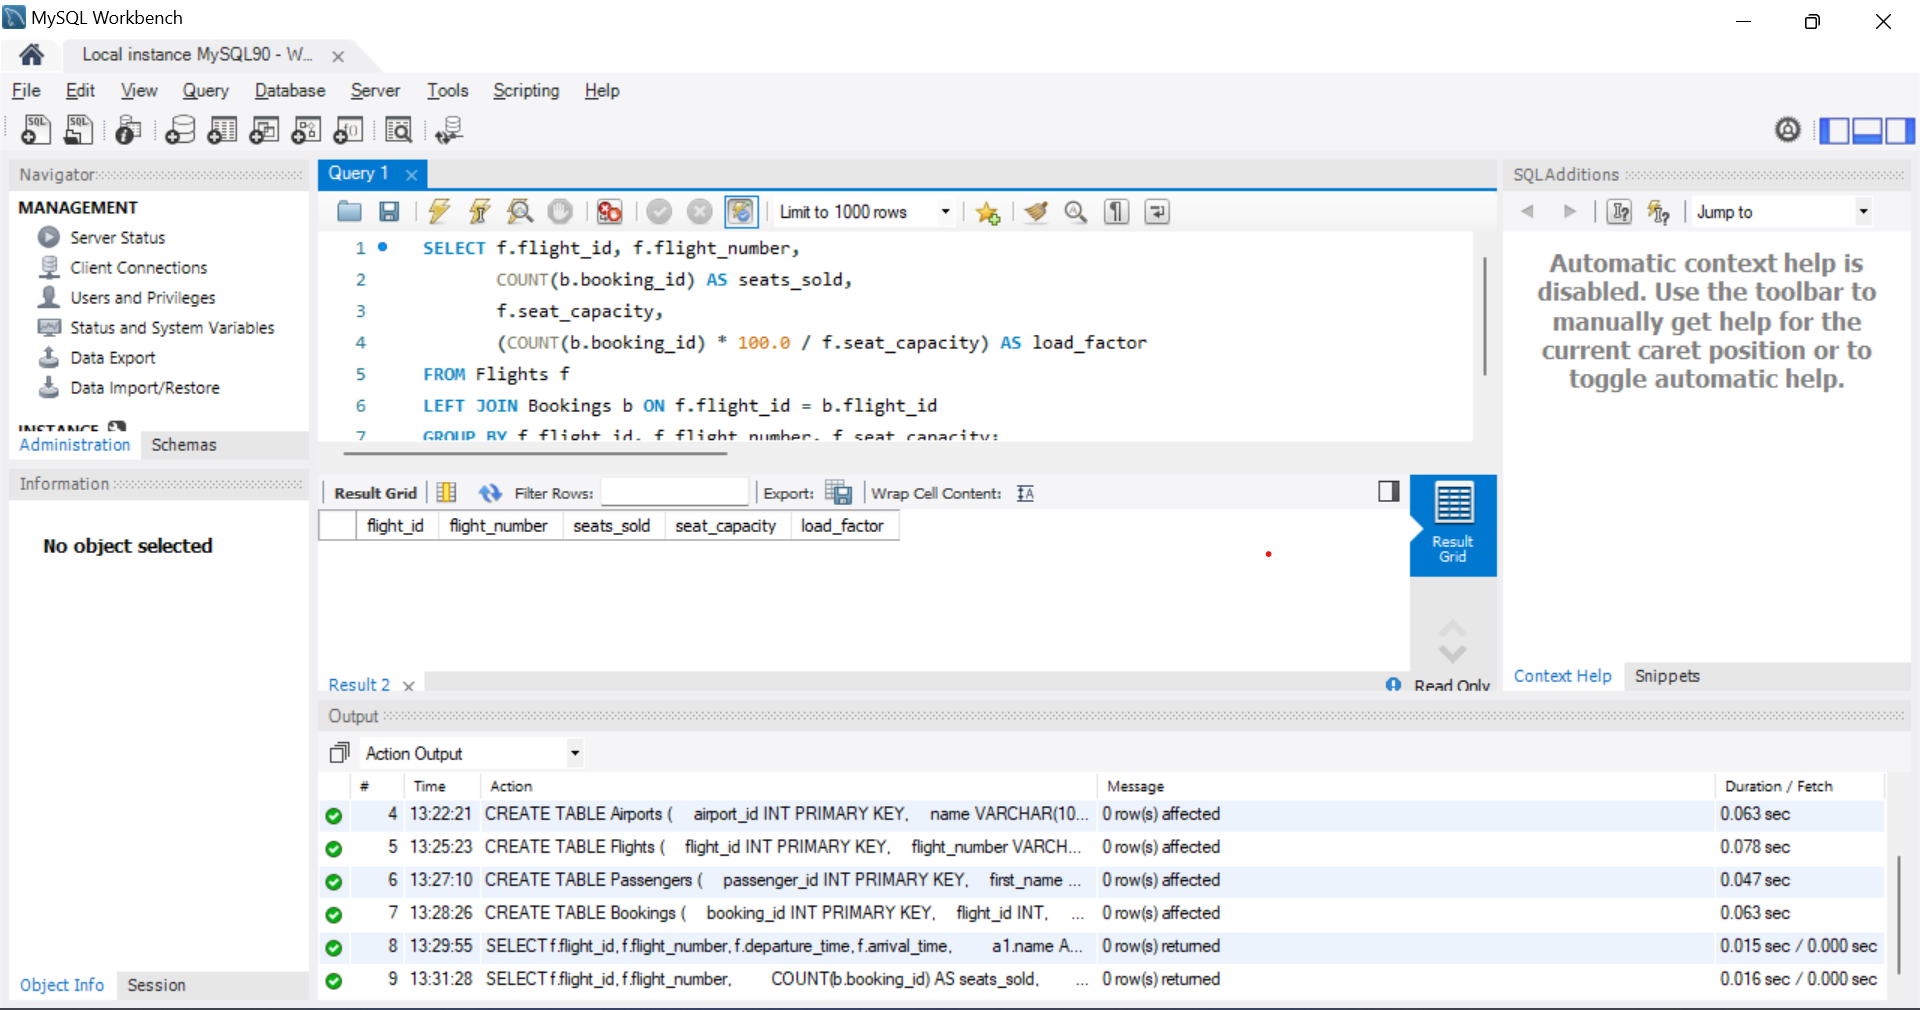 MySQL Workbench
Local instance MySQL90 - W...
File Edit View Query Database Server Tools Scripting Help
Navigator
MANAGEMENT
Server Status
Client Connections
Users and Privileges
Status and System Variables
Data Export
Data Import/Restore
INSTANCE
Administration Schemas
Information
No object selected
Object Info Session
Query 1
Limit to 1000 rows
1 SELECT f.flight_id, f.flight_number,
2 COUNT(b.booking_id) AS seats_sold,
3 f.seat_capacity,
4 (COUNT(b.booking_id) * 100.0 / f.seat_capacity) AS load_factor
5 FROM Flights f
6 LEFT JOIN Bookings b ON f.flight_id = b.flight_id
7 GROUP BY f.flight_id, f.flight_number, f.seat_capacity;
Result Grid Filter Rows: Export: Wrap Cell Content:
flight_id flight_number seats_sold seat_capacity load_factor
Result
Grid
Result 2 Read Only
SQLAdditions
Jump to
Automatic context help is
disabled. Use the toolbar to
manually get help for the
current caret position or to
toggle automatic help.
Context Help Snippets
Output
Action Output
# Time Action Message Duration / Fetch
4 13:22:21 CREATE TABLE Airports ( airport_id INT PRIMARY KEY, name VARCHAR(10... 0 row(s) affected 0.063 sec
5 13:25:23 CREATE TABLE Flights ( flight_id INT PRIMARY KEY, flight_number VARCH... 0 row(s) affected 0.078 sec
6 13:27:10 CREATE TABLE Passengers ( passenger_id INT PRIMARY KEY, first_name ... 0 row(s) affected 0.047 sec
7 13:28:26 CREATE TABLE Bookings ( booking_id INT PRIMARY KEY, flight_id INT, ... 0 row(s) affected 0.063 sec
8 13:29:55 SELECT f.flight_id, f.flight_number, f.departure_time, f.arrival_time, a1.name A... 0 row(s) returned 0.015 sec / 0.000 sec
9 13:31:28 SELECT f.flight_id, f.flight_number, COUNT(b.booking_id) AS seats_sold, ... 0 row(s) returned 0.016 sec / 0.000 sec